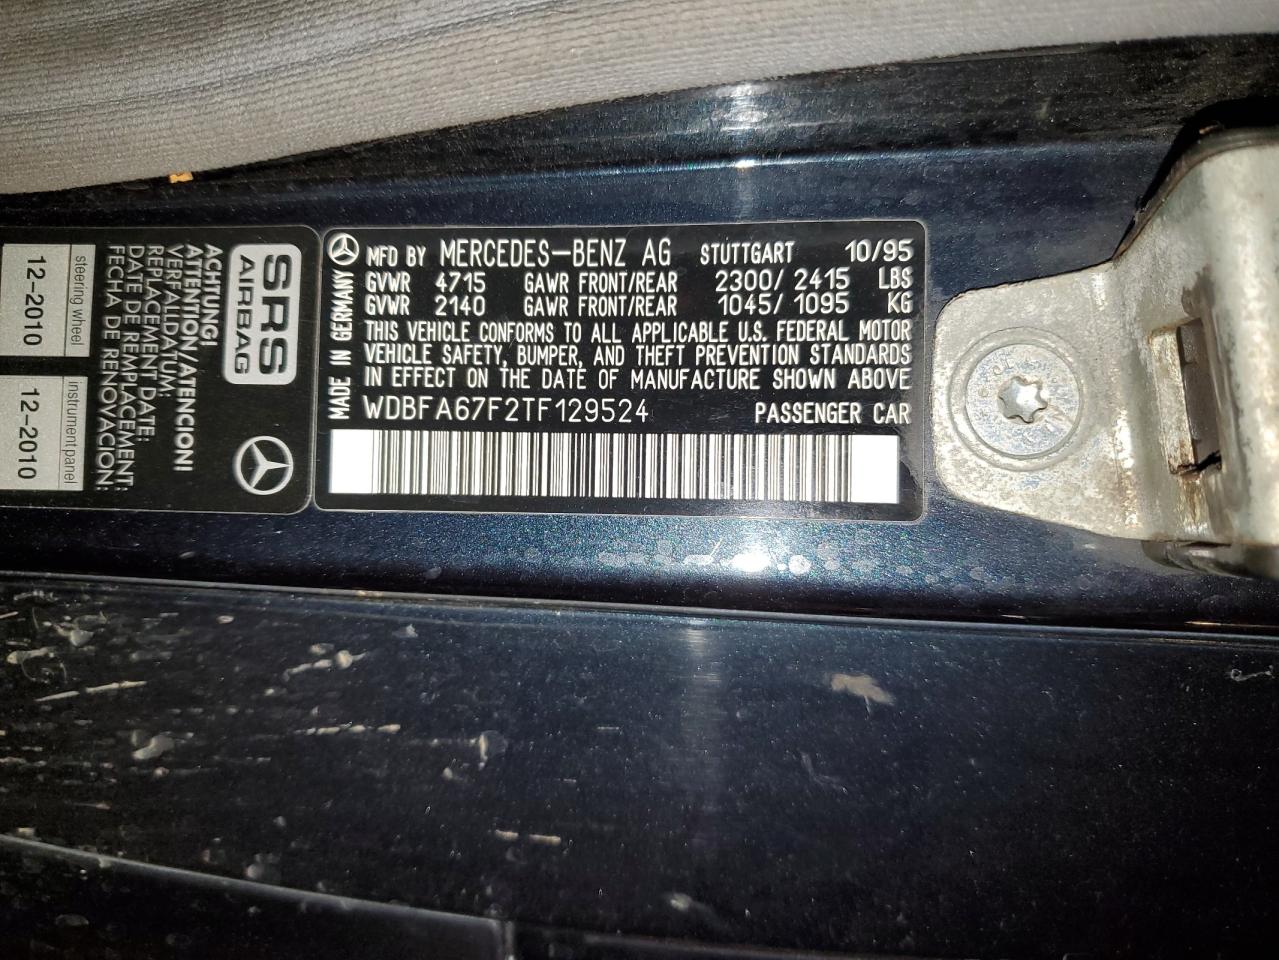 MFD BY MERCEDES-BENZ AG STUTTGART 10/95
GVWR 4715 GAWR FRONT/REAR 2300/2415 LBS
GVWR 2140 GAWR FRONT/REAR 1045/1095 KG
THIS VEHICLE CONFORMS TO ALL APPLICABLE U.S. FEDERAL MOTOR
VEHICLE SAFETY, BUMPER, AND THEFT PREVENTION STANDARDS
IN EFFECT ON THE DATE OF MANUFACTURE SHOWN ABOVE
WDBFA67F2TF129524 PASSENGER CAR
MADE IN GERMANY
SRS
AIRBAG
ACHTUNG!
ATTENTION/ATENCION!
VERFALLDATUM:
REPLACEMENT DATE:
DATE DE REMPLACEMENT:
FECHA DE RENOVACIÓN:
steering wheel
12-2010
instrument panel
12-2010